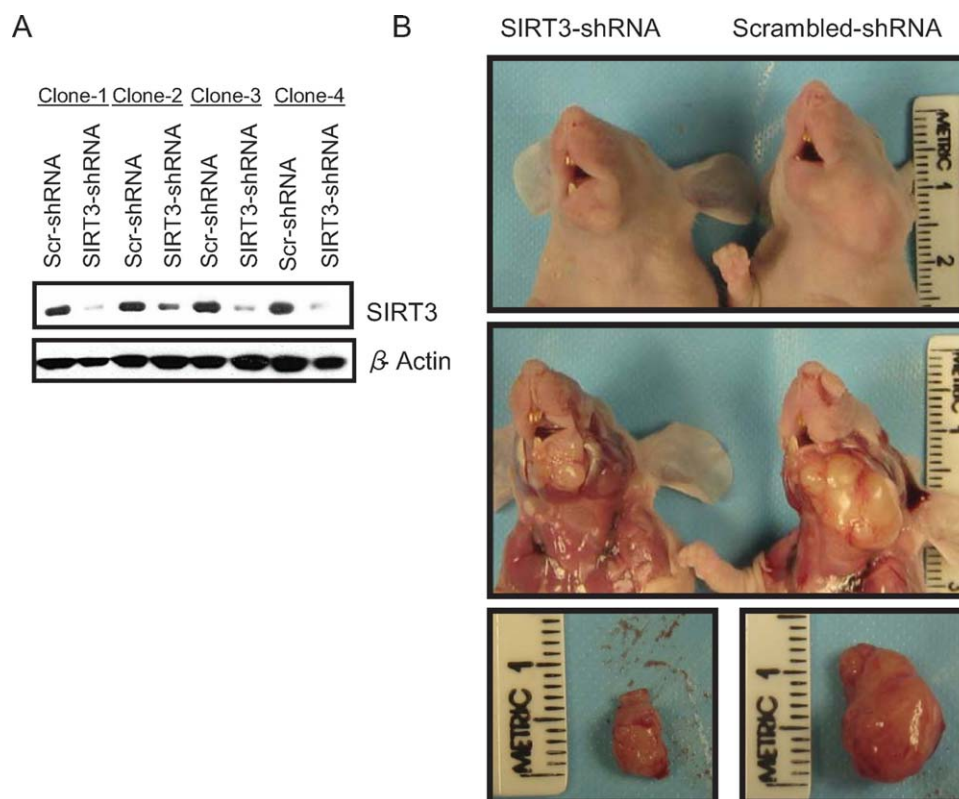 A
Clone-1 Clone-2 Clone-3 Clone-4
Scr-shRNA
SIRT3-shRNA
Scr-shRNA
SIRT3-shRNA
Scr-shRNA
SIRT3-shRNA
Scr-shRNA
SIRT3-shRNA
SIRT3
β- Actin
B
SIRT3-shRNA Scrambled-shRNA
METRIC 1 2
METRIC 1 3
METRIC 1
METRIC 1